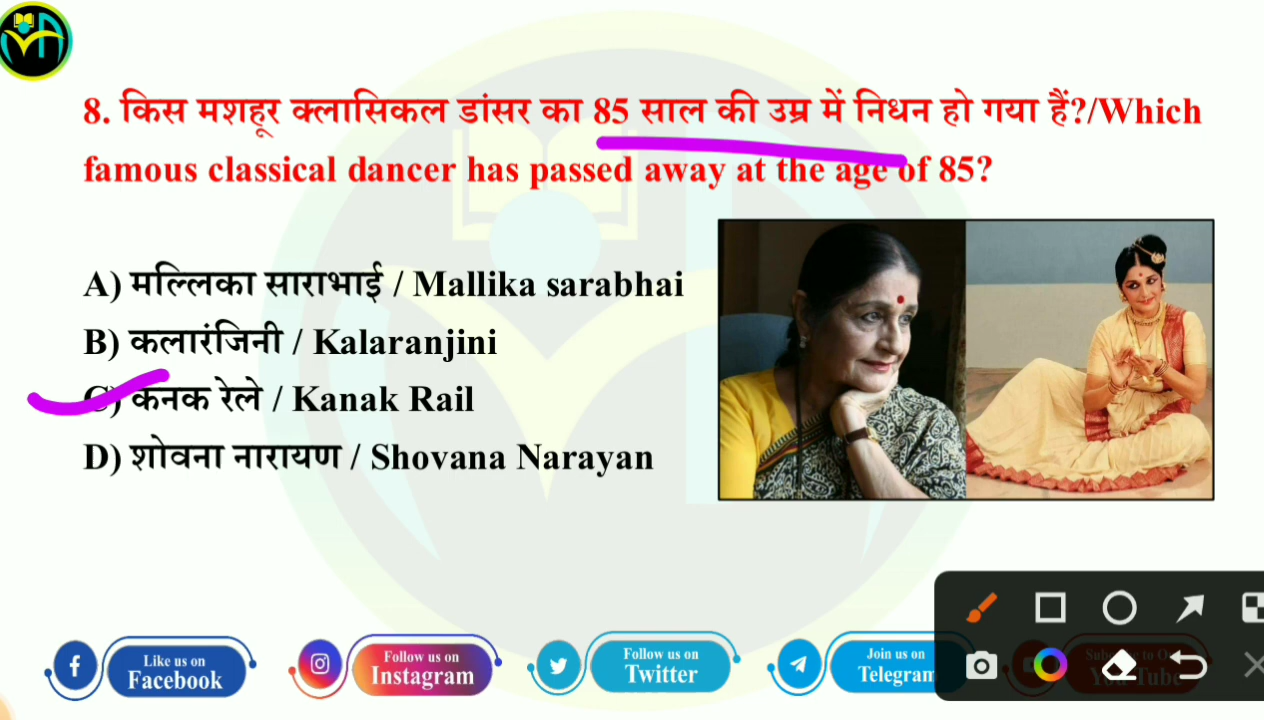 8. किस मशहूर क्लासिकल डांसर का 85 साल की उम्र में निधन हो गया हैं?/Which
famous classical dancer has passed away at the age of 85?
A) मल्लिका साराभाई / Mallika sarabhai
B) कलारंजिनी / Kalaranjini
C) कनक रेले / Kanak Rail
D) शोवना नारायण / Shovana Narayan
Like us on
Facebook
Follow us on
Instagram
Follow us on
Twitter
Join us on
Telegram